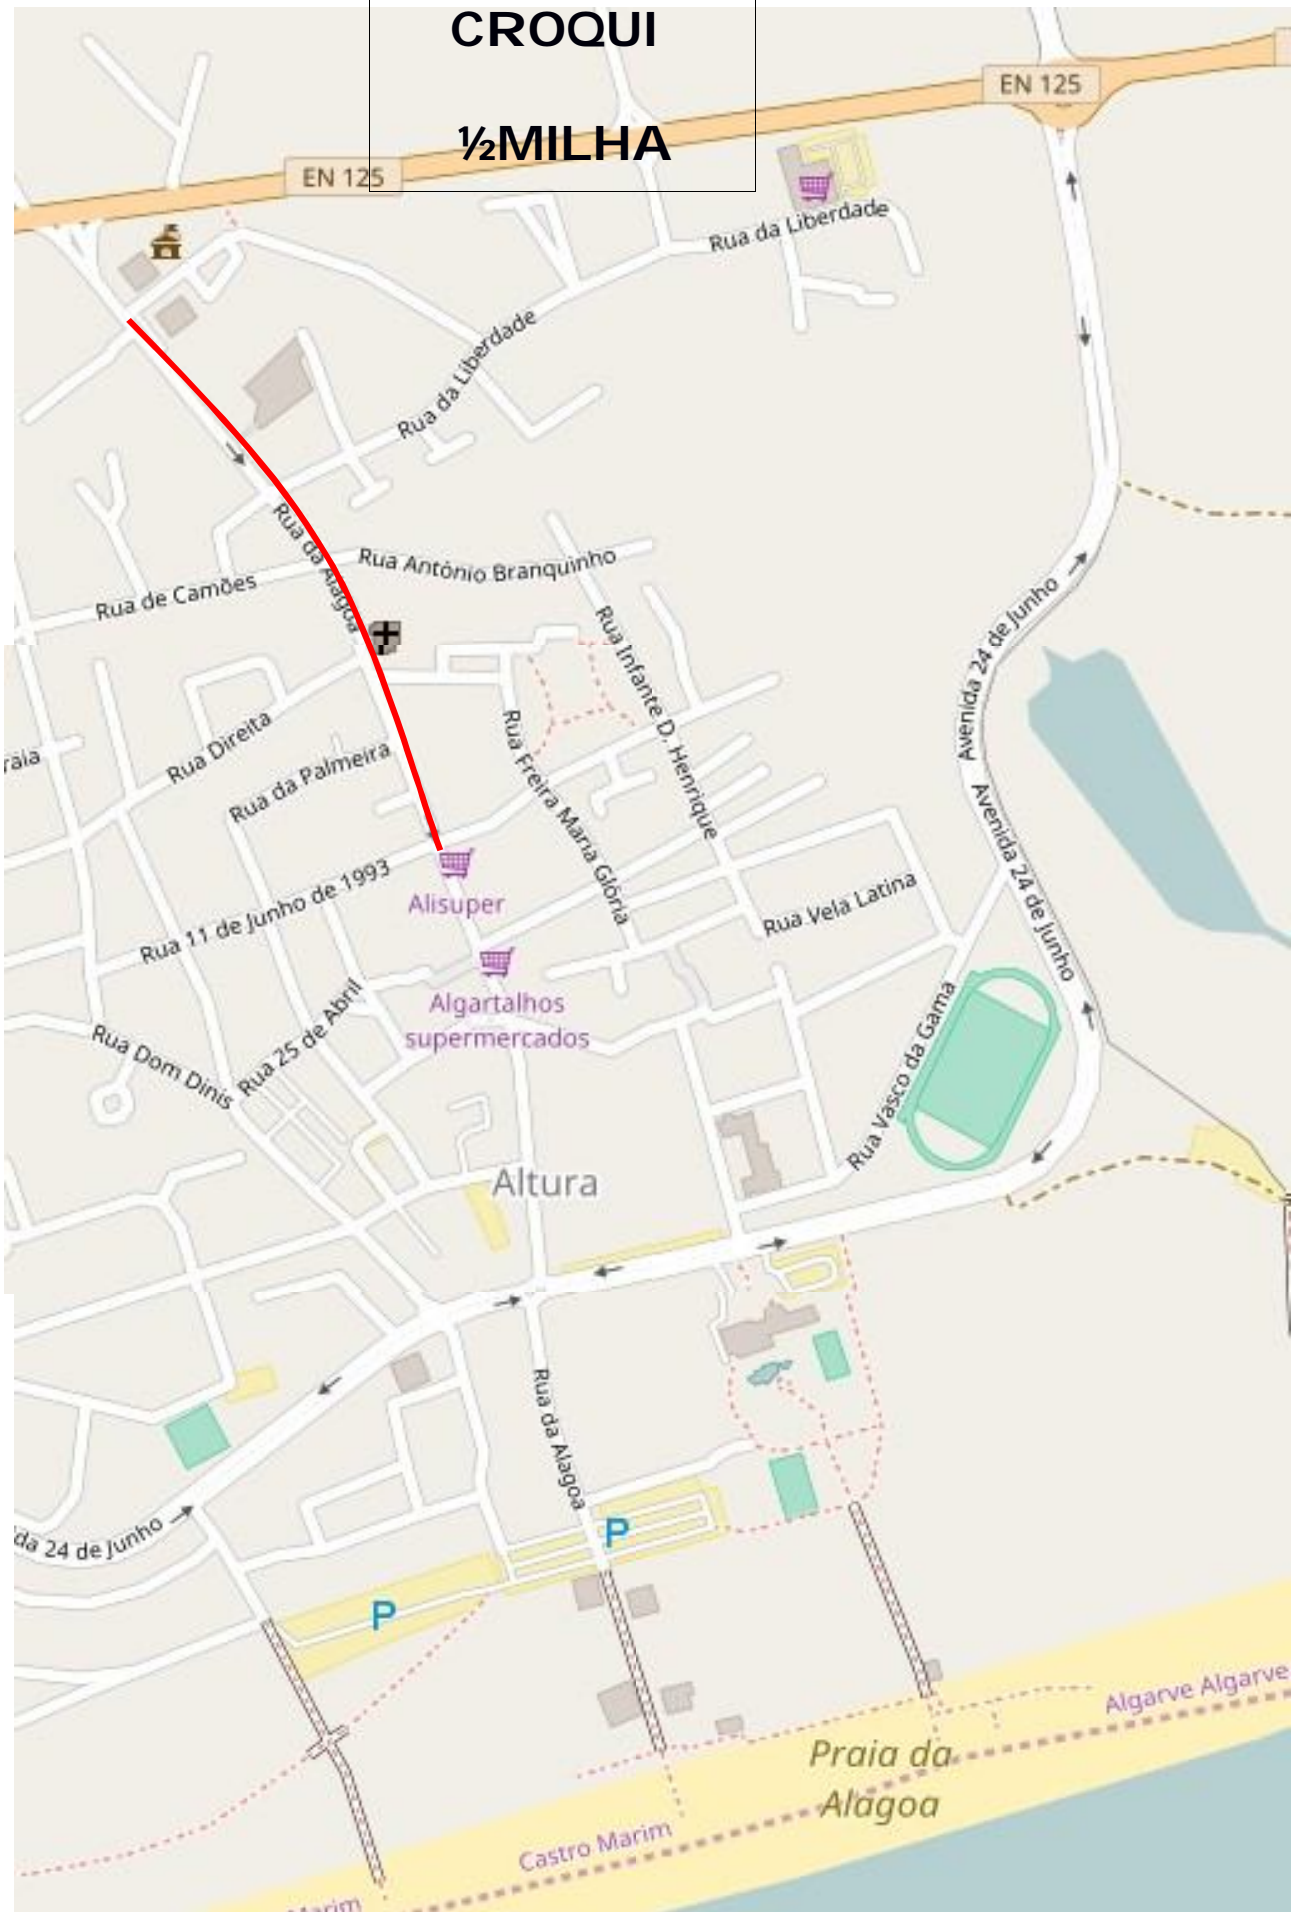 CROQUI
½MILHA
EN 125
EN 125
Rua da Liberdade
Rua da Liberdade
Rua da Alagoa
Rua António Branquinho
Rua de Camões
Rua Infante D. Henrique
Avenida 24 de Junho
Rua Direita
Rua da Palmeira
Rua Freira Maria Glória
Avenida 24 de Junho
Rua 11 de Junho de 1993
Alisuper
Rua Vela Latina
Algartalhos
supermercados
Rua 25 de Abril
Rua Dom Dinis
Rua Vasco da Gama
Altura
Rua da Alagoa
P
da 24 de Junho
P
Algarve Algarve
Praia da
Alagoa
Castro Marim
Marim